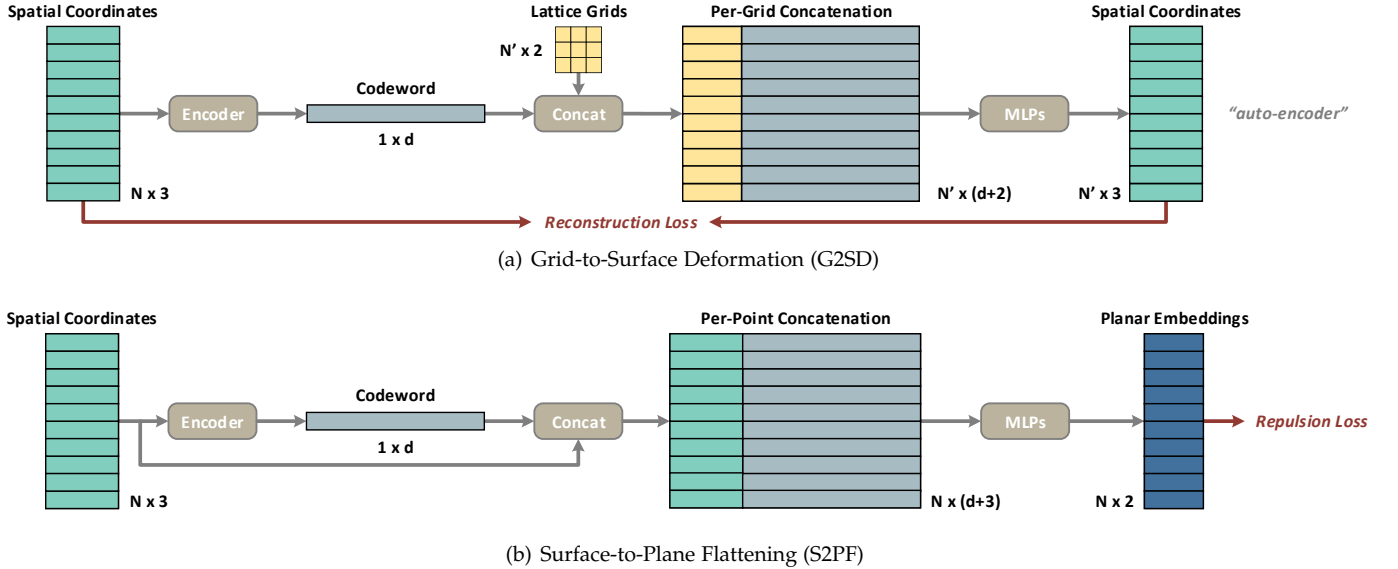 Spatial Coordinates
Lattice Grids
Per-Grid Concatenation
Spatial Coordinates
N’ x 2
Codeword
Encoder
Concat
MLPs
“auto-encoder”
1 x d
N x 3
N’ x (d+2)
N’ x 3
Reconstruction Loss
(a) Grid-to-Surface Deformation (G2SD)
Spatial Coordinates
Per-Point Concatenation
Planar Embeddings
Codeword
Encoder
Concat
MLPs
Repulsion Loss
1 x d
N x 3
N x (d+3)
N x 2
(b) Surface-to-Plane Flattening (S2PF)